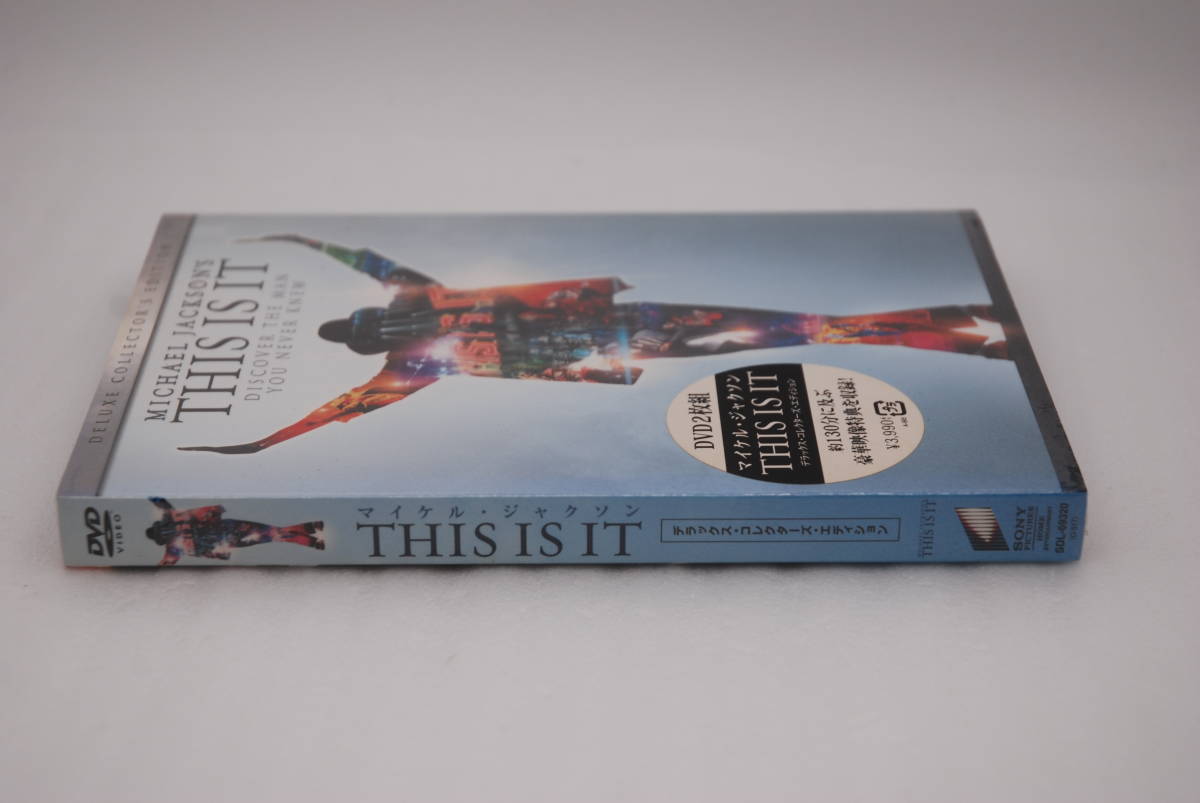 DELUXE COLLECTOR'S EDITION
MICHAEL JACKSON'S
THIS IS IT
DISCOVER THE MAN
YOU NEVER KNEW
DVD2枚組
マイケル・ジャクソン
THIS IS IT
デラックス・コレクターズ・エディション
約130分に及ぶ
豪華映像特典を収録!
¥3,990
DVD
VIDEO
マイケル・ジャクソン
THIS IS IT
デラックス・コレクターズ・エディション
THIS IS IT
SONY
PICTURES
HOME
ENTERTAINMENT
SDL-09320